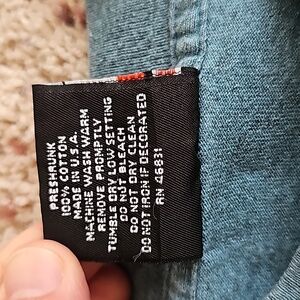 PRESHRUNK
100% COTTON
MADE IN U.S.A.
MACHINE WASH WARM
REMOVE PROMPTLY
TUMBLE DRY LOW SETTING
DO NOT BLEACH
DO NOT DRY CLEAN
DO NOT IRON IF DECORATED
RN 46831